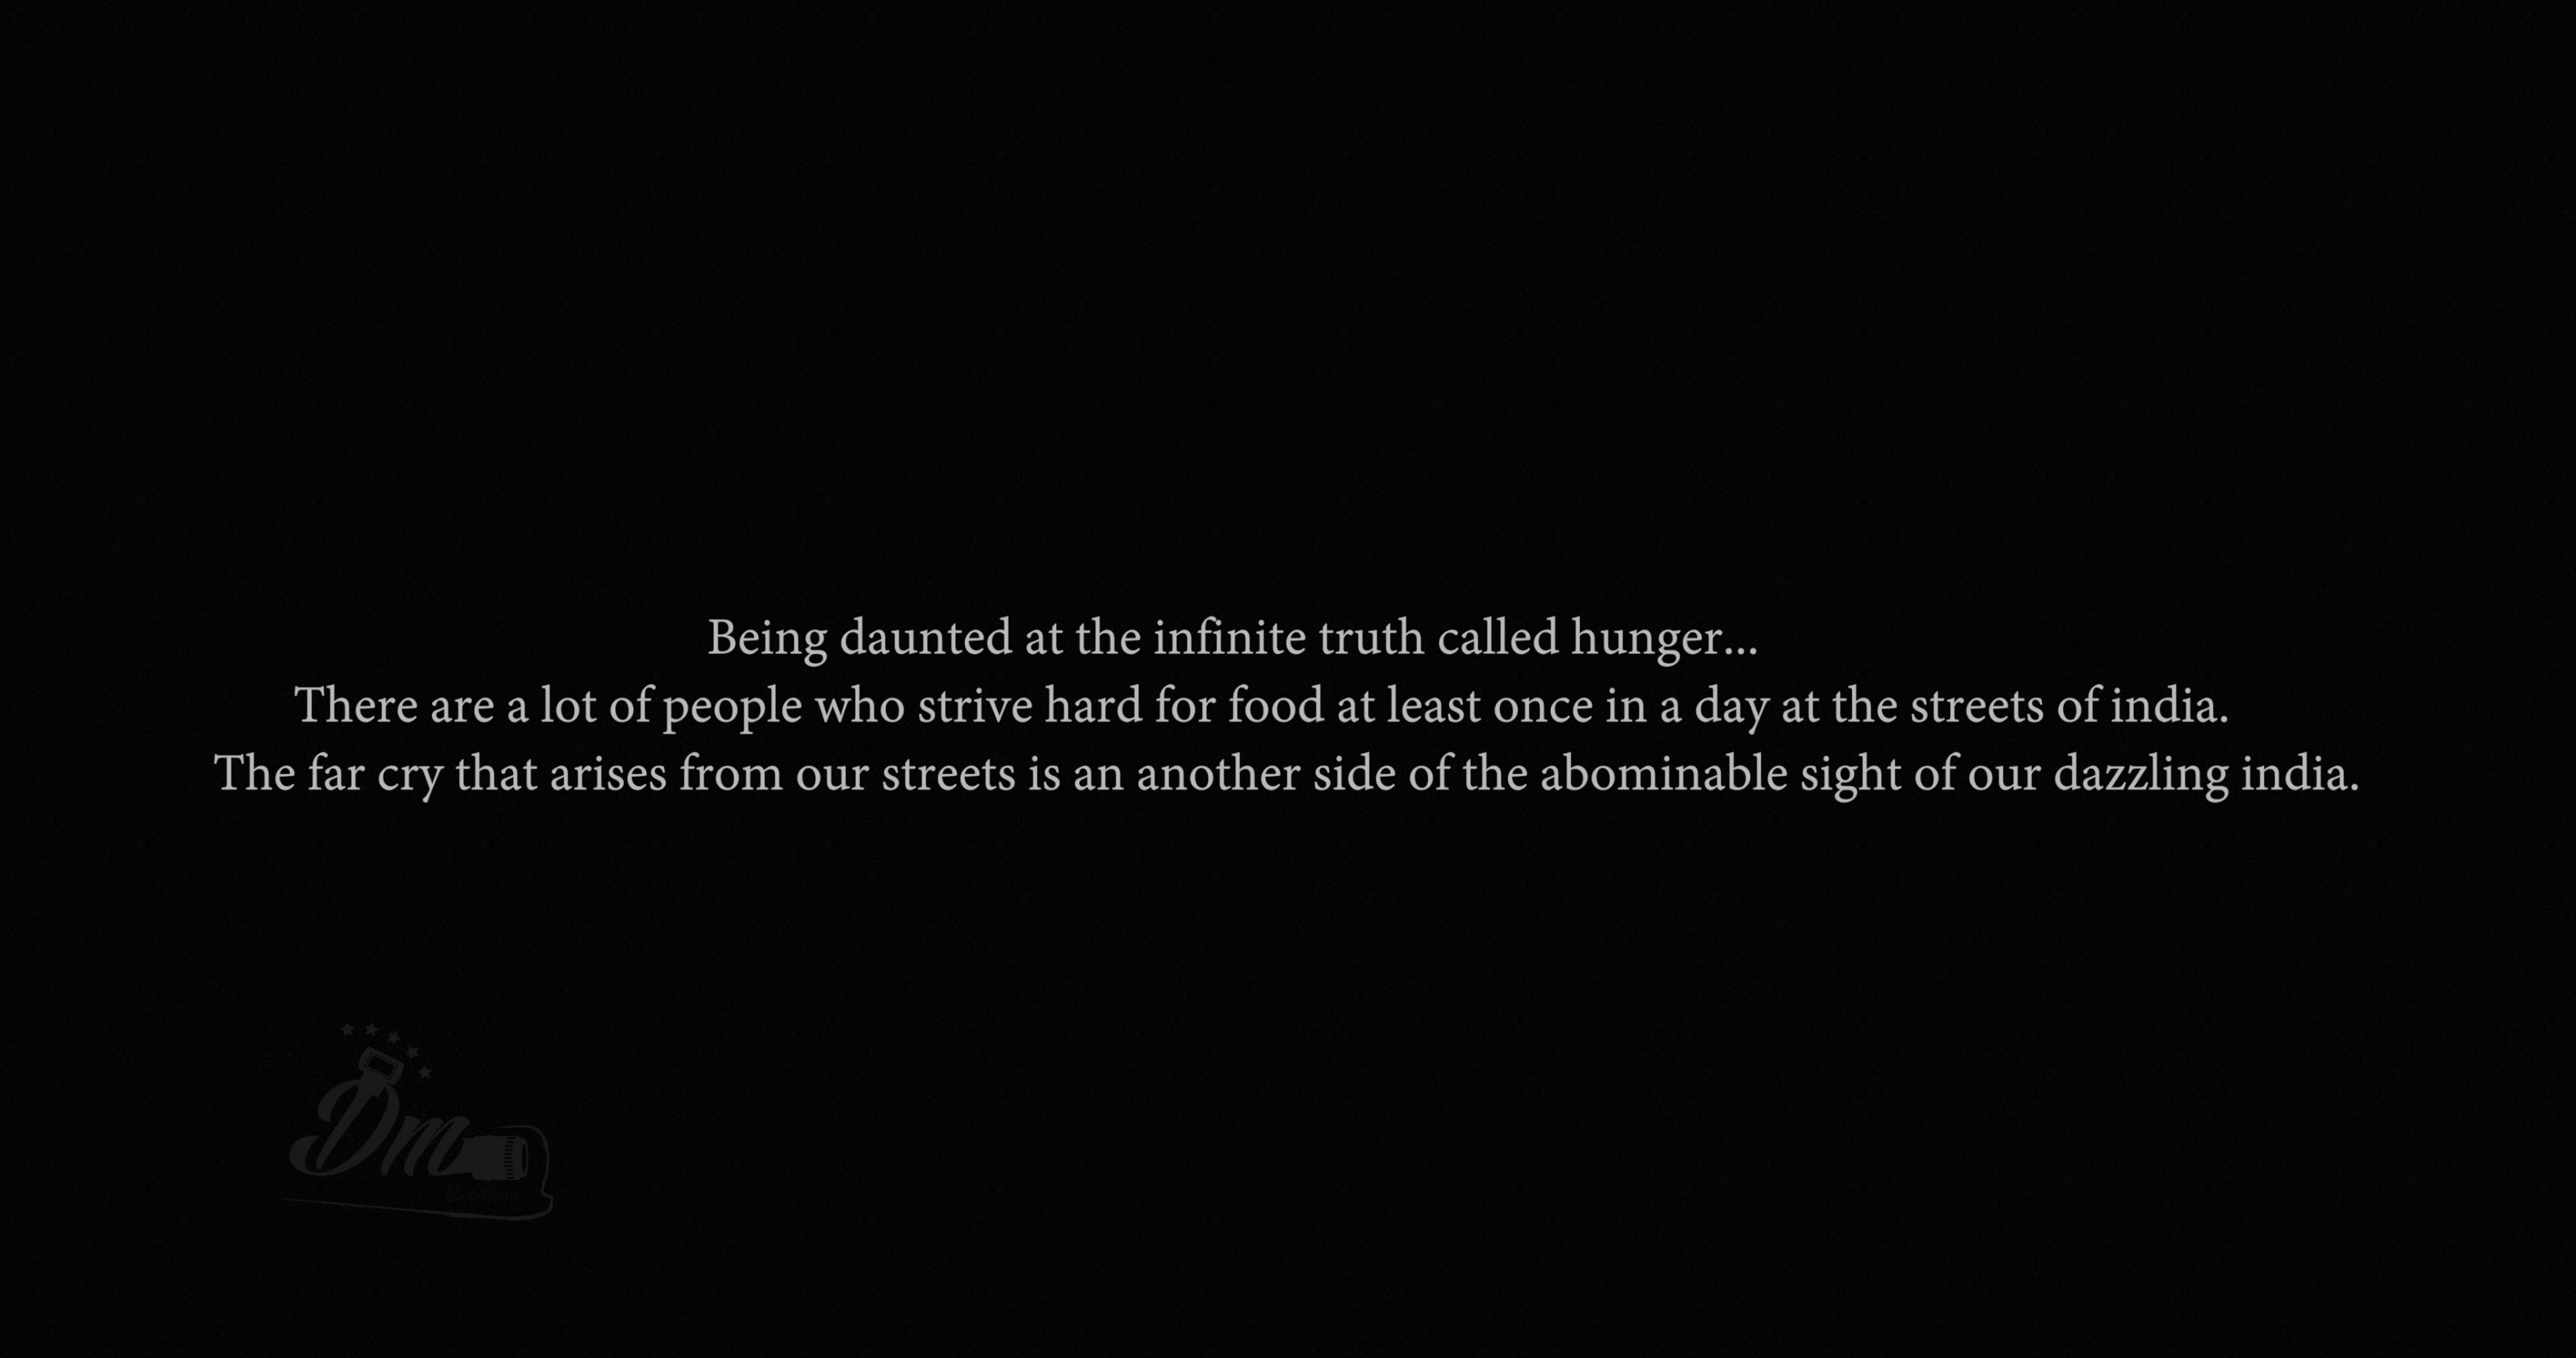 Being daunted at the infinite truth called hunger...
There are a lot of people who strive hard for food at least once in a day at the streets of india.
The far cry that arises from our streets is an another side of the abominable sight of our dazzling india.
Dm